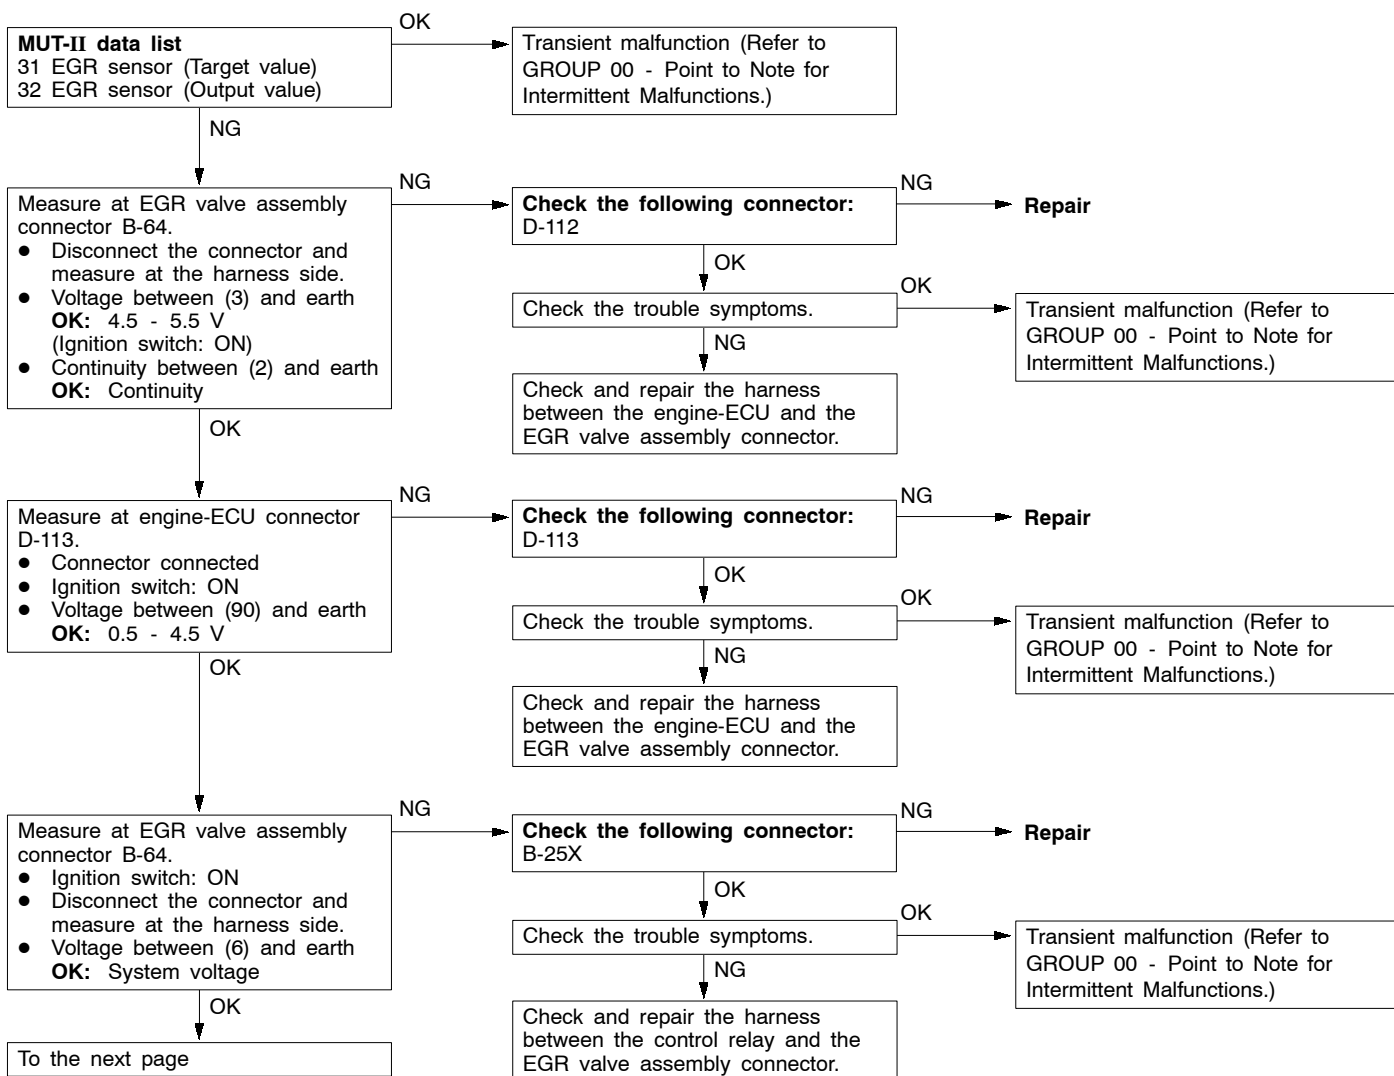 MUT-II data list
31 EGR sensor (Target value)
32 EGR sensor (Output value)
OK
Transient malfunction (Refer to
GROUP 00 - Point to Note for
Intermittent Malfunctions.)
NG
Measure at EGR valve assembly
connector B-64.
● Disconnect the connector and
measure at the harness side.
● Voltage between (3) and earth
OK: 4.5 - 5.5 V
(Ignition switch: ON)
● Continuity between (2) and earth
OK: Continuity
NG
Check the following connector:
D-112
NG
Repair
OK
Check the trouble symptoms.
OK
Transient malfunction (Refer to
GROUP 00 - Point to Note for
Intermittent Malfunctions.)
NG
Check and repair the harness
between the engine-ECU and the
EGR valve assembly connector.
OK
Measure at engine-ECU connector
D-113.
● Connector connected
● Ignition switch: ON
● Voltage between (90) and earth
OK: 0.5 - 4.5 V
NG
Check the following connector:
D-113
NG
Repair
OK
Check the trouble symptoms.
OK
Transient malfunction (Refer to
GROUP 00 - Point to Note for
Intermittent Malfunctions.)
NG
Check and repair the harness
between the engine-ECU and the
EGR valve assembly connector.
OK
Measure at EGR valve assembly
connector B-64.
● Ignition switch: ON
● Disconnect the connector and
measure at the harness side.
● Voltage between (6) and earth
OK: System voltage
NG
Check the following connector:
B-25X
NG
Repair
OK
Check the trouble symptoms.
OK
Transient malfunction (Refer to
GROUP 00 - Point to Note for
Intermittent Malfunctions.)
NG
Check and repair the harness
between the control relay and the
EGR valve assembly connector.
OK
To the next page